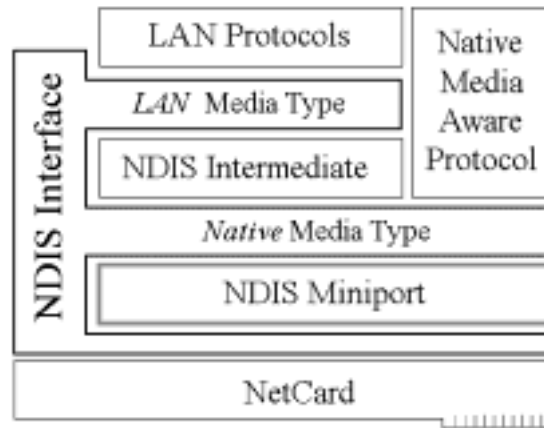 LAN Protocols
Native
Media
Aware
Protocol
LAN Media Type
NDIS Intermediate
NDIS Interface
Native Media Type
NDIS Miniport
NetCard